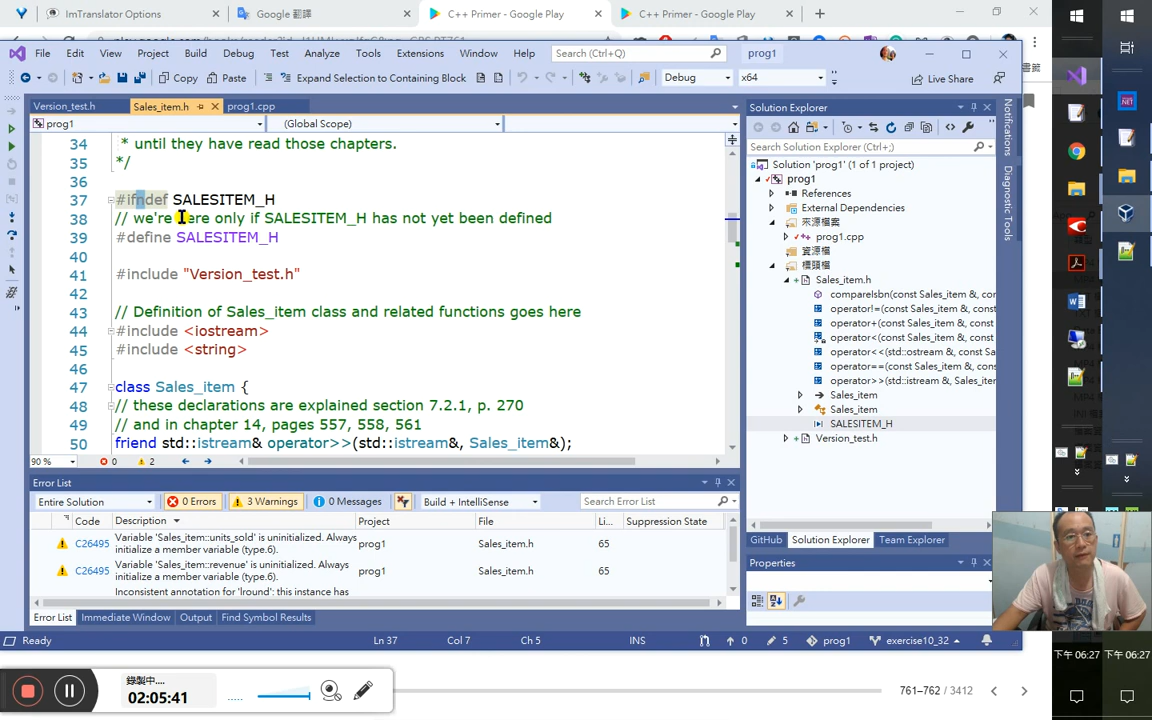 ImTranslator Options
Google 翻譯
C++ Primer - Google Play
C++ Primer - Google Play
File Edit View Project Build Debug Test Analyze Tools Extensions Window Help
Search (Ctrl+Q)
prog1
Copy Paste Expand Selection to Containing Block Debug x64 Live Share
Version_test.h Sales_item.h prog1.cpp
prog1 (Global Scope)
34 * until they have read those chapters.
35 */
36
37 #ifndef SALESITEM_H
38 // we're here only if SALESITEM_H has not yet been defined
39 #define SALESITEM_H
40
41 #include "Version_test.h"
42
43 // Definition of Sales_item class and related functions goes here
44 #include <iostream>
45 #include <string>
46
47 class Sales_item {
48 // these declarations are explained section 7.2.1, p. 270
49 // and in chapter 14, pages 557, 558, 561
50 friend std::istream& operator>>(std::istream&, Sales_item&);
90 % 0 2
Error List
Entire Solution 0 Errors 3 Warnings 0 Messages Build + IntelliSense Search Error List
Code Description Project File Li... Suppression State
C26495 Variable 'Sales_item::units_sold' is uninitialized. Always initialize a member variable (type.6). prog1 Sales_item.h 65
C26495 Variable 'Sales_item::revenue' is uninitialized. Always initialize a member variable (type.6). prog1 Sales_item.h 65
Inconsistent annotation for 'lround': this instance has
Error List Immediate Window Output Find Symbol Results
Ready Ln 37 Col 7 Ch 5 INS 0 5 prog1 exercise10_32
Solution Explorer
Search Solution Explorer (Ctrl+;)
Solution 'prog1' (1 of 1 project)
prog1
References
External Dependencies
來源檔案
prog1.cpp
資源檔
標頭檔
Sales_item.h
compareIsbn(const Sales_item &, co
operator!=(const Sales_item &, cons
operator+(const Sales_item &, const
operator<(const Sales_item &, const
operator<<(std::ostream &, const Sa
operator==(const Sales_item &, cons
operator>>(std::istream &, Sales_iten
Sales_item
Sales_item
SALESITEM_H
Version_test.h
GitHub Solution Explorer Team Explorer
Properties
Notifications
Diagnostic Tools
錄製中...
02:05:41
761–762 / 3412
下午 06:27 下午 06:27